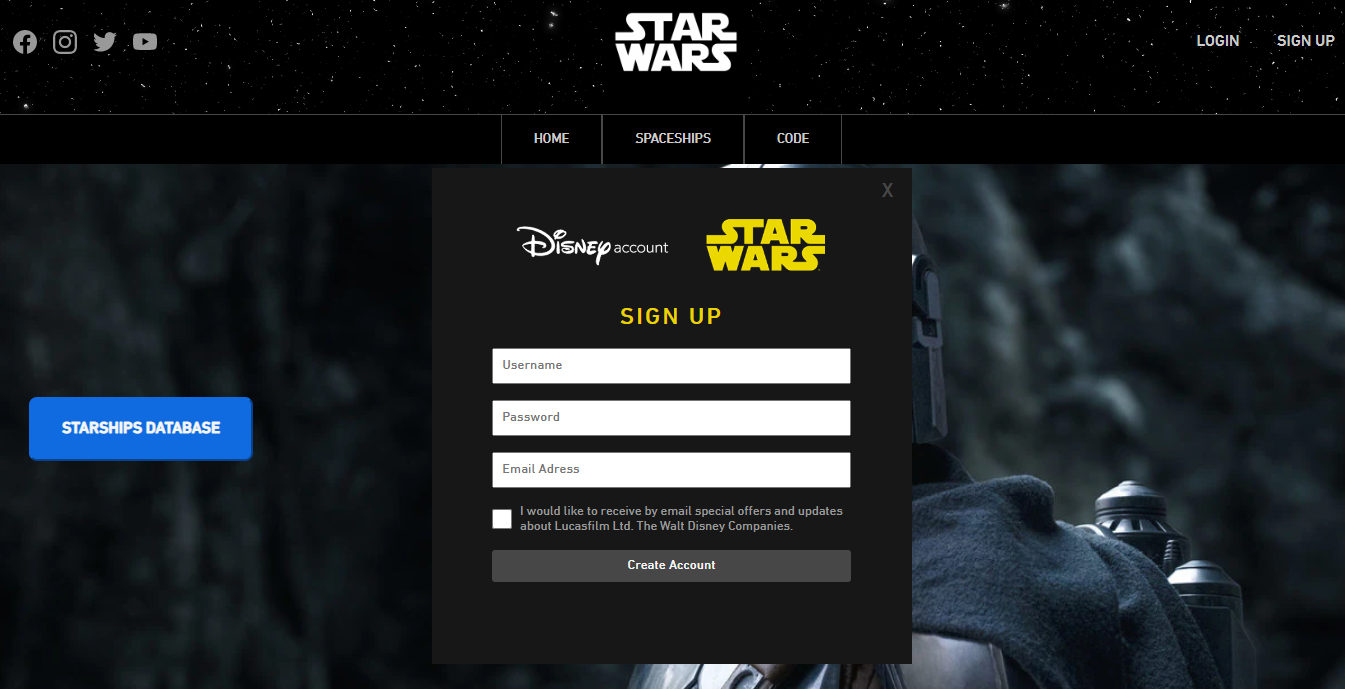 STAR
WARS
LOGIN
SIGN UP
HOME
SPACESHIPS
CODE
X
Disney account
STAR
WARS
SIGN UP
Username
Password
Email Adress
I would like to receive by email special offers and updates
about Lucasfilm Ltd. The Walt Disney Companies.
Create Account
STARSHIPS DATABASE